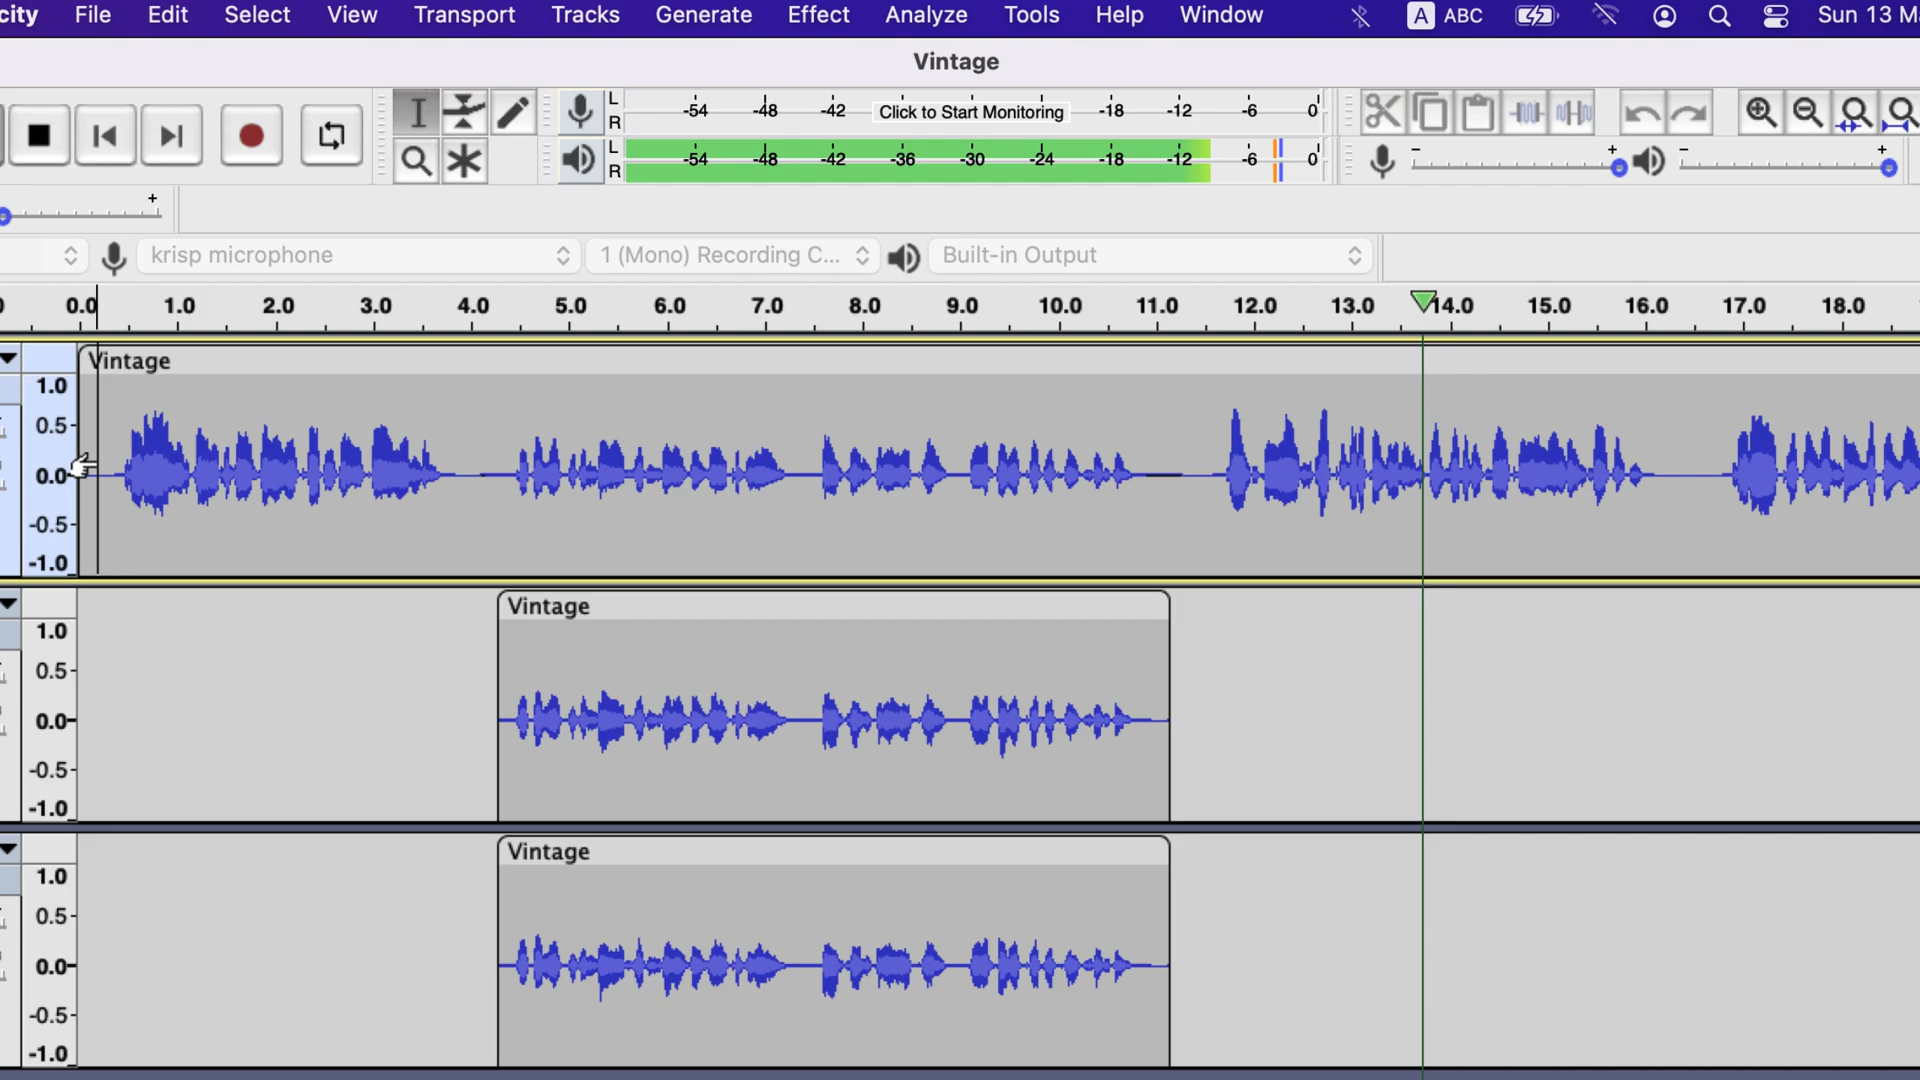 city File Edit Select View Transport Tracks Generate Effect Analyze Tools Help Window A ABC Sun 13 M
Vintage
L -54 -48 -42 Click to Start Monitoring -18 -12 -6 0
R
L -54 -48 -42 -36 -30 -24 -18 -12 -6 0
R
- + - +
+
krisp microphone 1 (Mono) Recording C... Built-in Output
0 0.0 1.0 2.0 3.0 4.0 5.0 6.0 7.0 8.0 9.0 10.0 11.0 12.0 13.0 14.0 15.0 16.0 17.0 18.0
Vintage
1.0
0.5
0.0
-0.5
-1.0
Vintage
1.0
0.5
0.0
-0.5
-1.0
Vintage
1.0
0.5
0.0
-0.5
-1.0